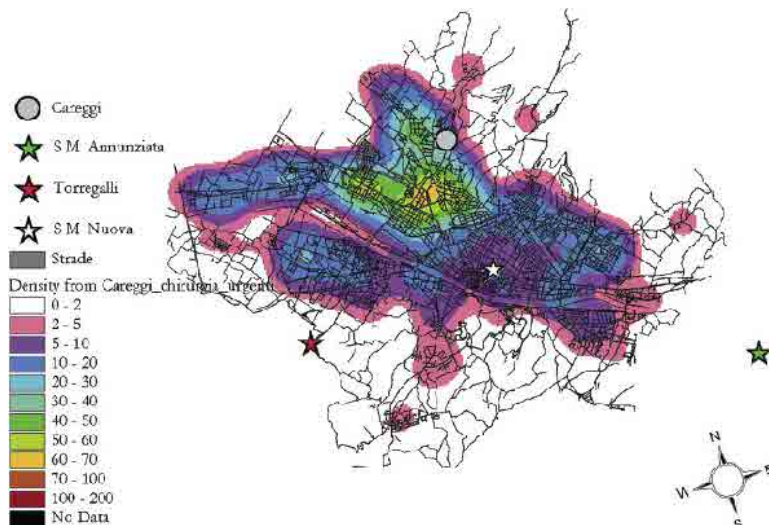 Careggi
S.M. Annunziata
Torregalli
S.M. Nuova
Strade
Density from Careggi_chirurgia_urgenti
0 - 2
2 - 5
5 - 10
10 - 20
20 - 30
30 - 40
40 - 50
50 - 60
60 - 70
70 - 100
100 - 200
No Data
N
E
W
S